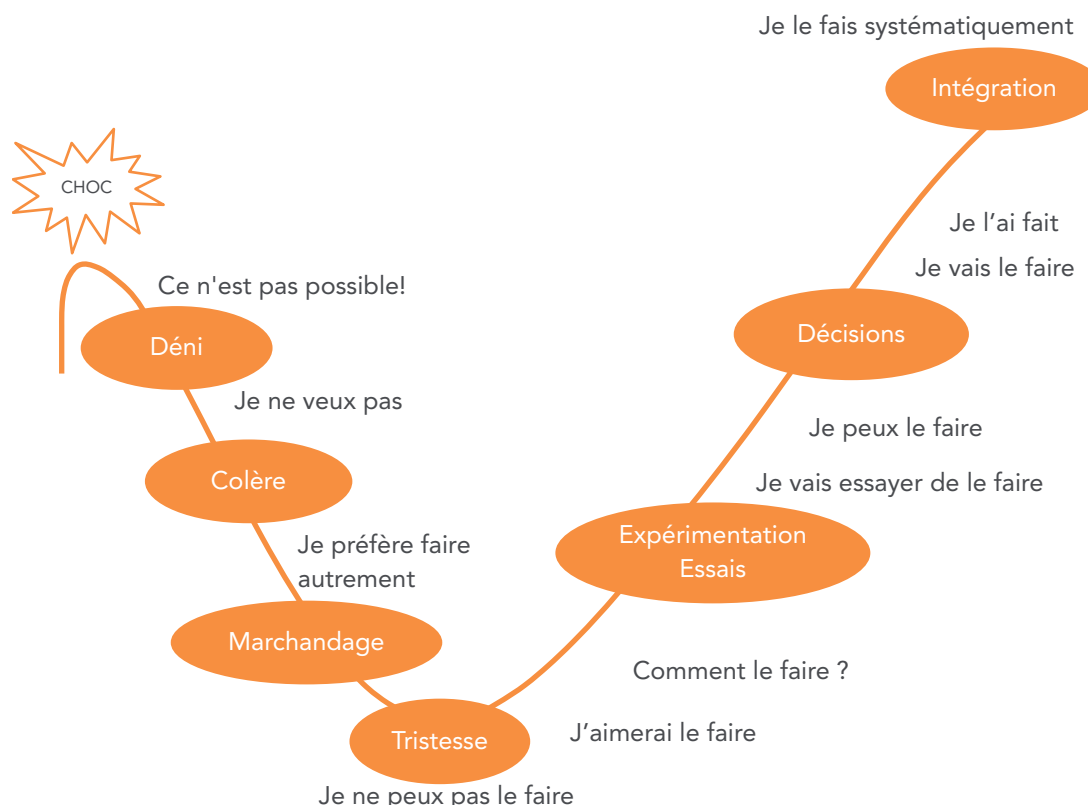 Je le fais systématiquement
Intégration
CHOC
Je l’ai fait
Je vais le faire
Ce n'est pas possible!
Déni
Décisions
Je ne veux pas
Je peux le faire
Colère
Je vais essayer de le faire
Expérimentation
Essais
Je préfère faire
autrement
Marchandage
Comment le faire ?
J’aimerai le faire
Tristesse
Je ne peux pas le faire